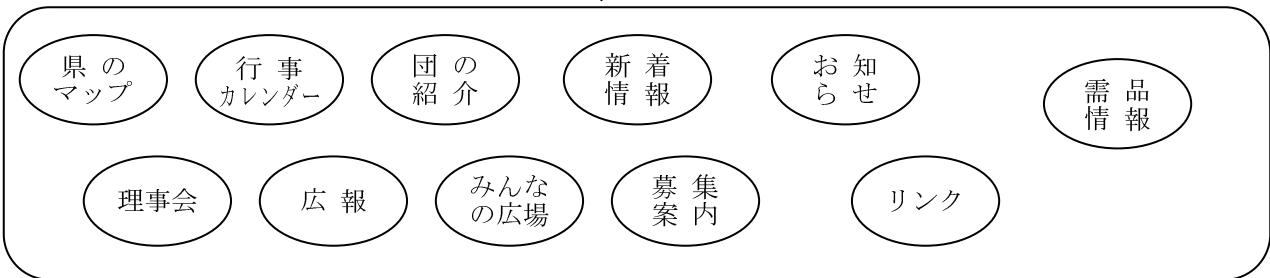 県の
マップ
行事
カレンダー
団の
紹介
新着
情報
お知
らせ
需品
情報
理事会
広報
みんな
の広場
募集
案内
リンク